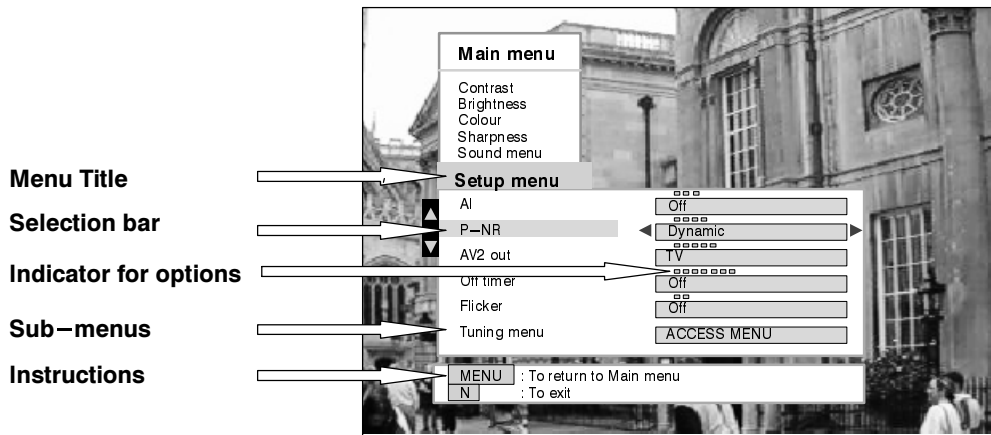 Main menu
Contrast
Brightness
Colour
Sharpness
Sound menu
Menu Title
Setup menu
AI
Off
Selection bar
P−NR
Dynamic
AV2 out
TV
Indicator for options
Off timer
Off
Flicker
Off
Sub−menus
Tuning menu
ACCESS MENU
Instructions
MENU : To return to Main menu
N : To exit